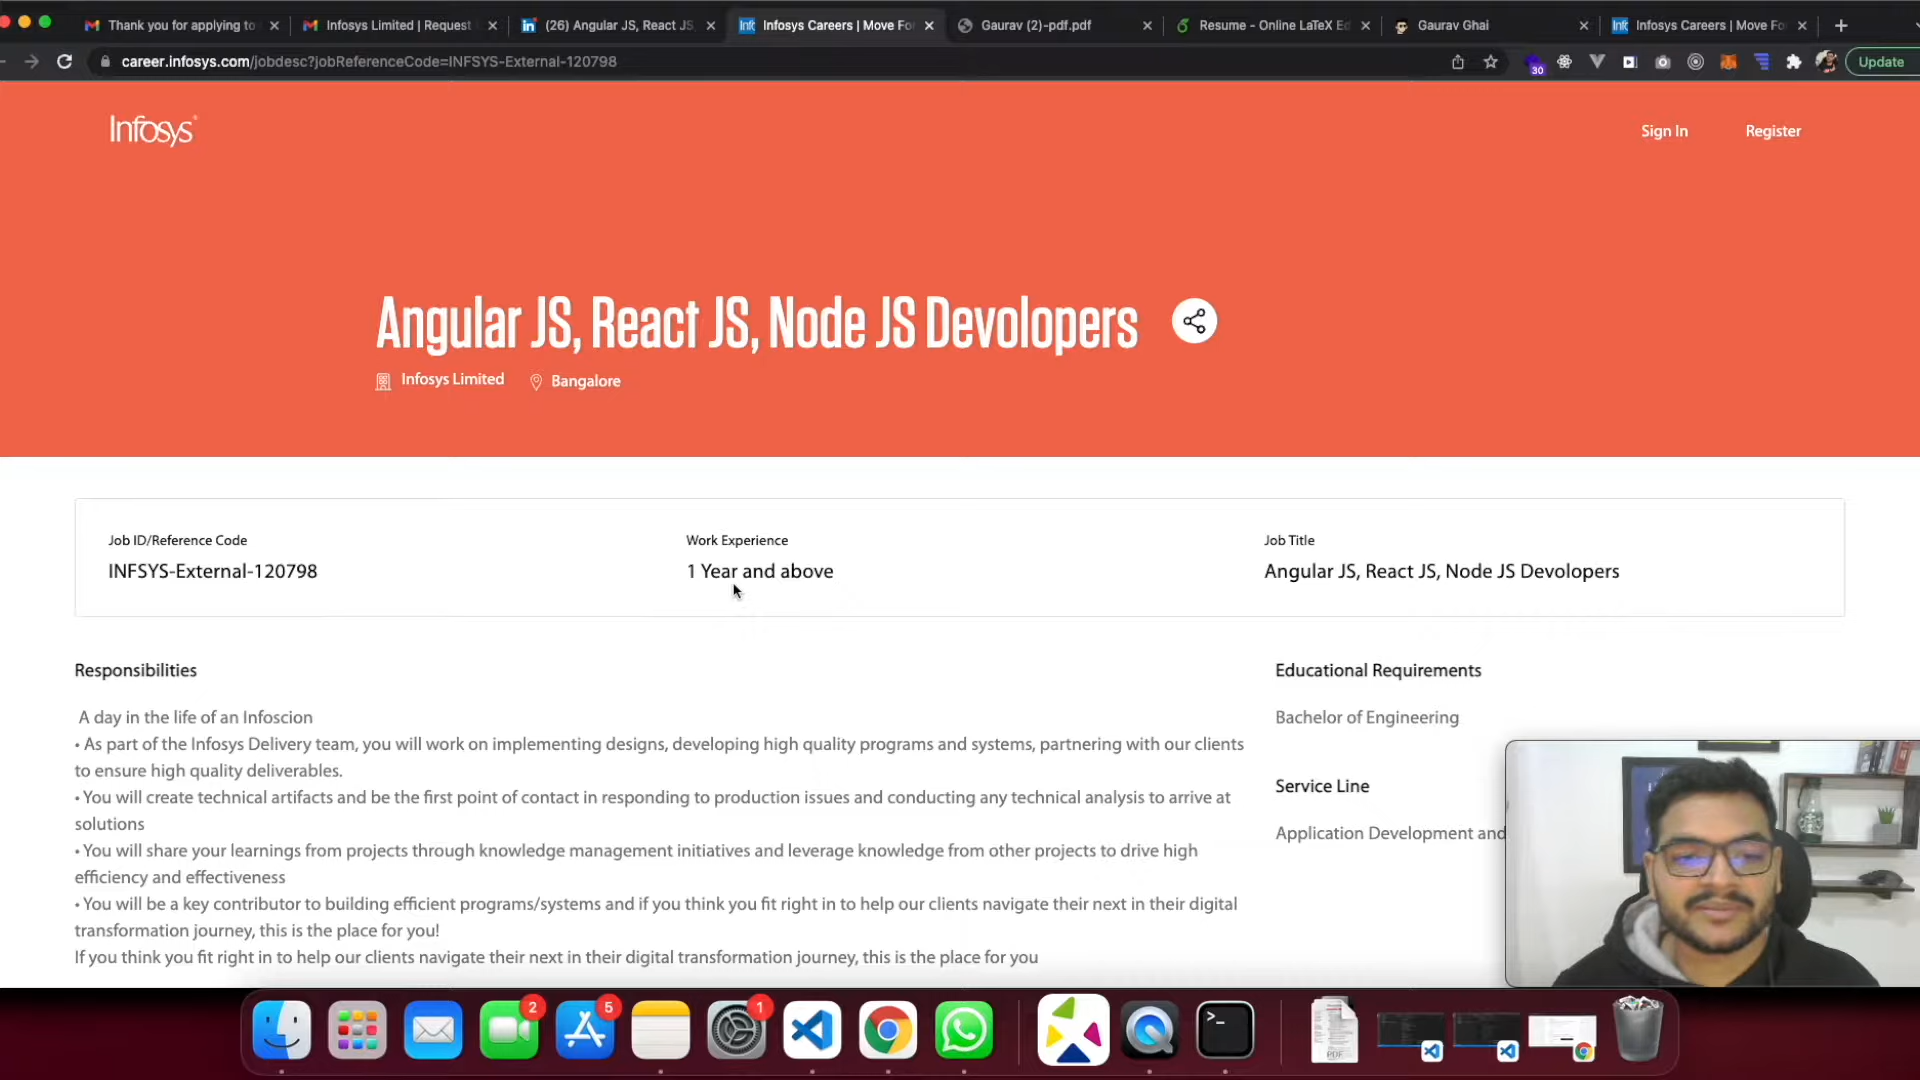 Thank you for applying to
Infosys Limited | Request
(26) Angular JS, React JS,
Infosys Careers | Move Fo
Gaurav (2)-pdf.pdf
Resume - Online LaTeX Ed
Gaurav Ghai
Infosys Careers | Move Fo
career.infosys.com/jobdesc?jobReferenceCode=INFSYS-External-120798
30
Update
Infosys
Sign In
Register
Angular JS, React JS, Node JS Devolopers
Infosys Limited
Bangalore
Job ID/Reference Code
INFSYS-External-120798
Work Experience
1 Year and above
Job Title
Angular JS, React JS, Node JS Devolopers
Responsibilities
A day in the life of an Infoscion
• As part of the Infosys Delivery team, you will work on implementing designs, developing high quality programs and systems, partnering with our clients
to ensure high quality deliverables.
• You will create technical artifacts and be the first point of contact in responding to production issues and conducting any technical analysis to arrive at
solutions
• You will share your learnings from projects through knowledge management initiatives and leverage knowledge from other projects to drive high
efficiency and effectiveness
• You will be a key contributor to building efficient programs/systems and if you think you fit right in to help our clients navigate their next in their digital
transformation journey, this is the place for you!
If you think you fit right in to help our clients navigate their next in their digital transformation journey, this is the place for you
Educational Requirements
Bachelor of Engineering
Service Line
Application Development and
2
5
1
PDF